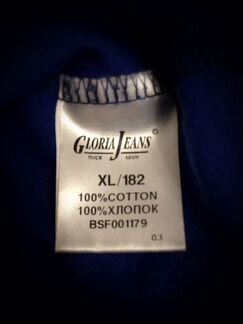 GLORIA JEANS®
TRADE MARK
XL/182
100%COTTON
100%ХЛОПОК
BSF001179
03